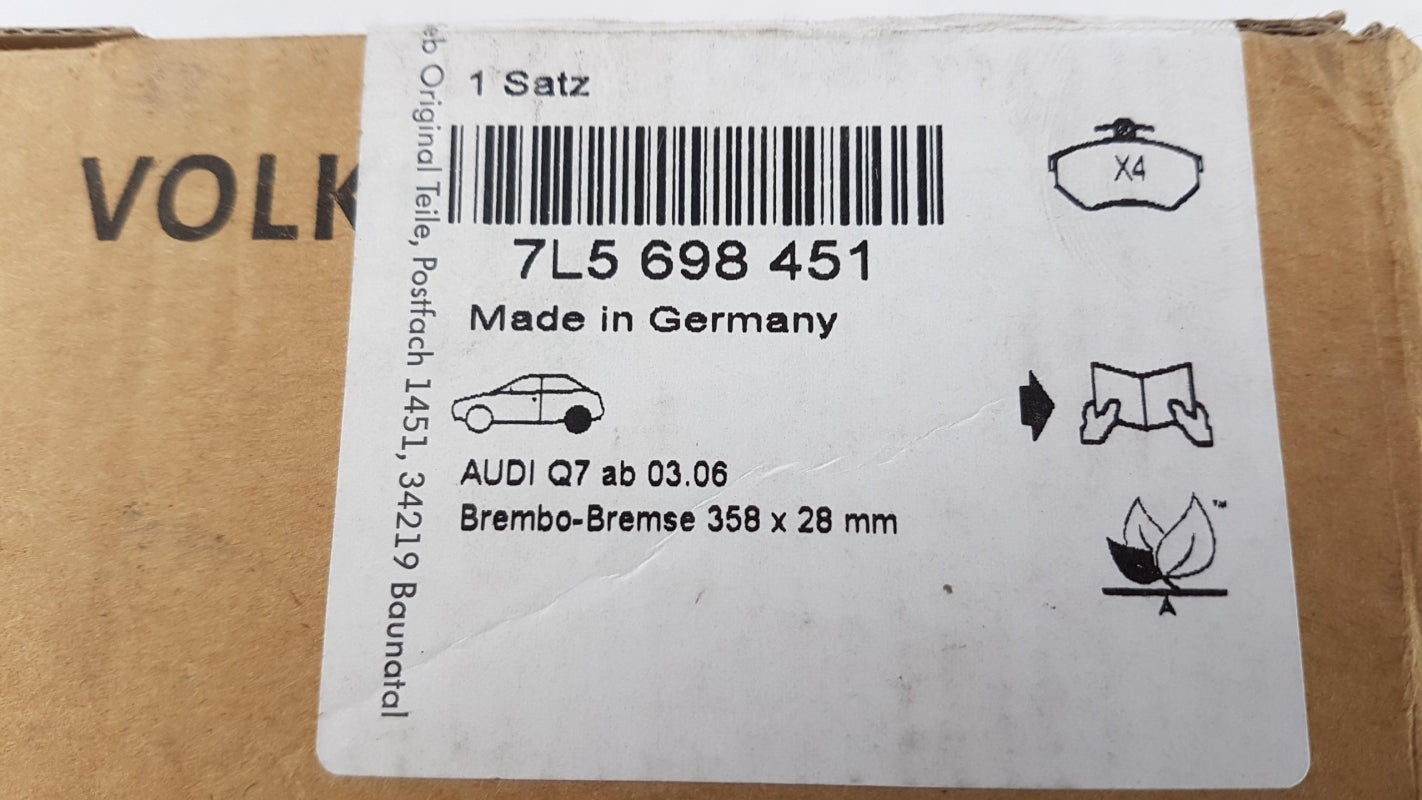 VOLK
1 Satz
X4
7L5 698 451
Made in Germany
AUDI Q7 ab 03.06
Brembo-Bremse 358 x 28 mm
Original Teile, Postfach 1451, 34219 Baunatal
TM
A